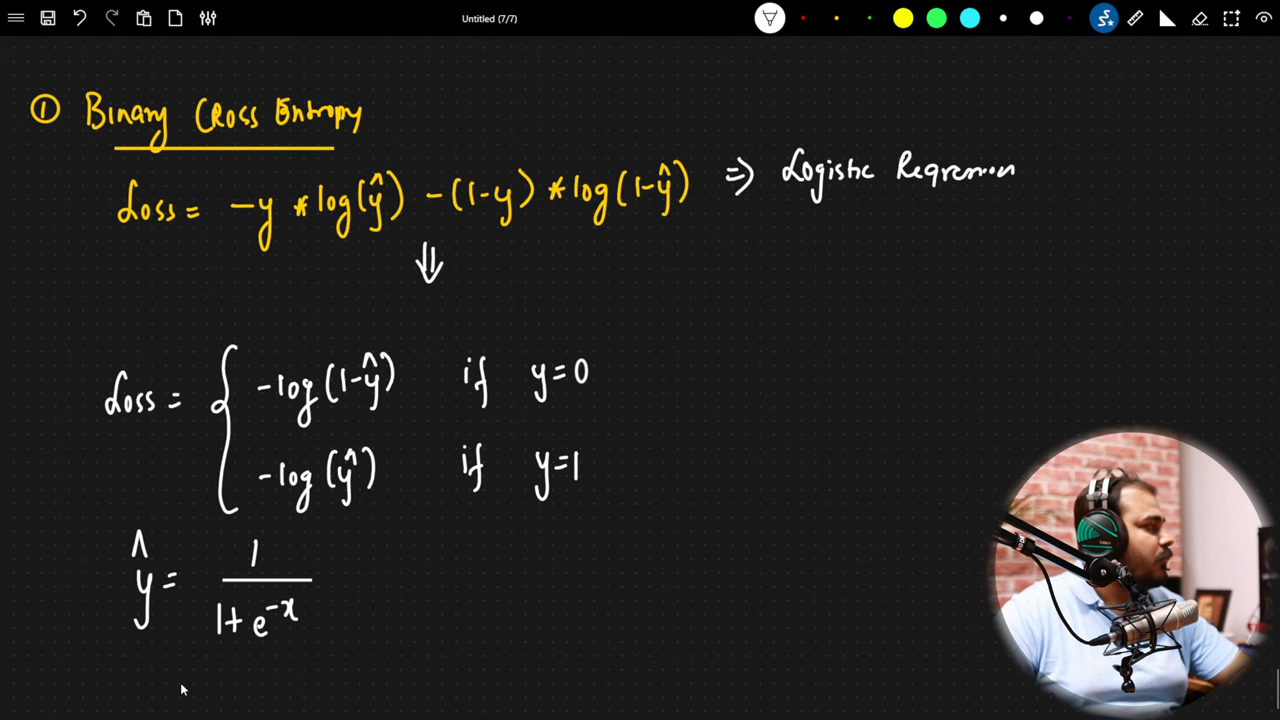 Untitled (7/7)
① Binary Cross Entropy
Loss = -y * log(ŷ) - (1-y) * log(1-ŷ) ⇒ Logistic Regression
⇓
Loss = { -log(1-ŷ) if y=0
-log(ŷ) if y=1
ŷ = 1
1+e^-x